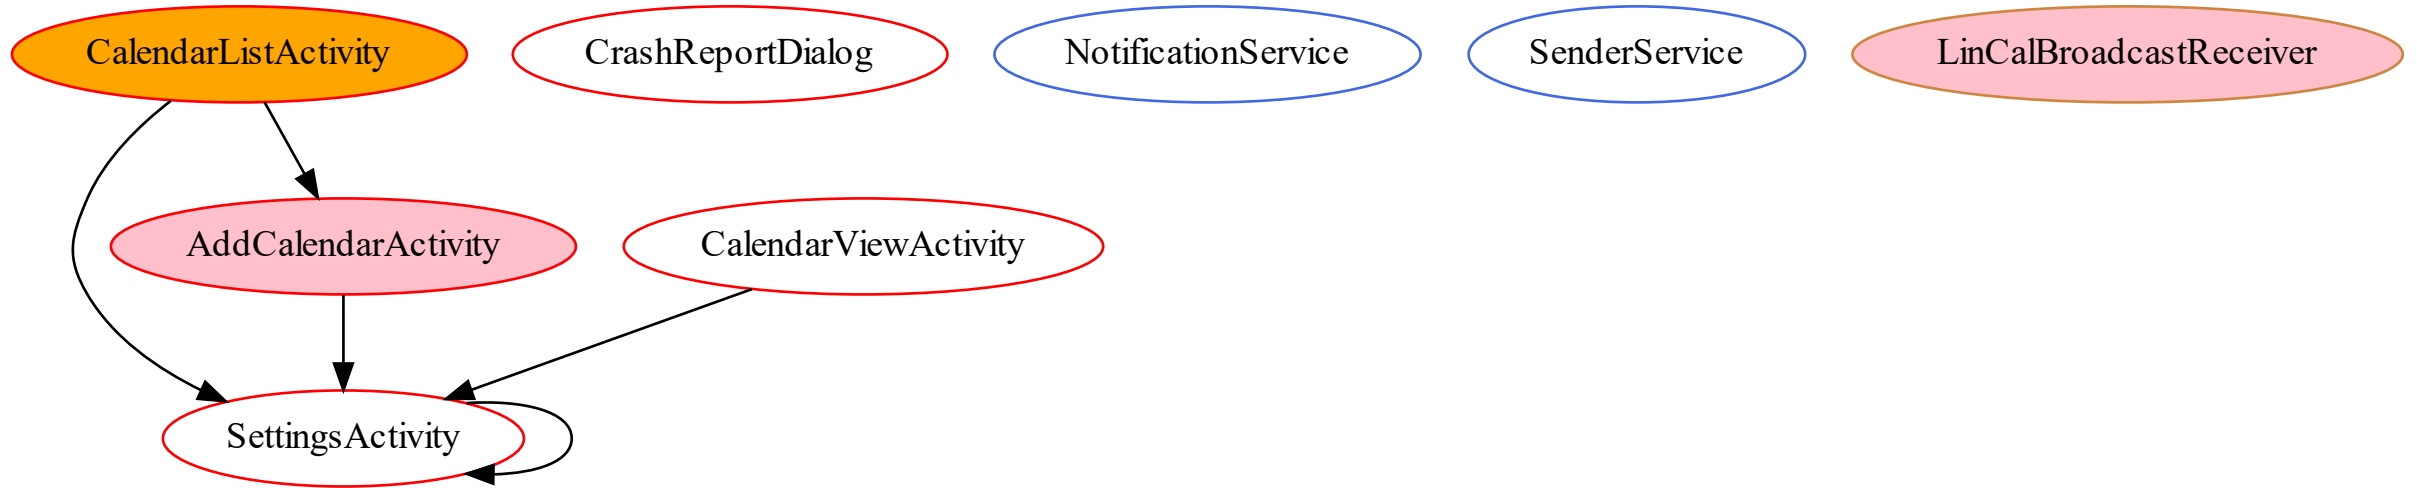 CalendarListActivity
CrashReportDialog
NotificationService
SenderService
LinCalBroadcastReceiver
AddCalendarActivity
CalendarViewActivity
SettingsActivity